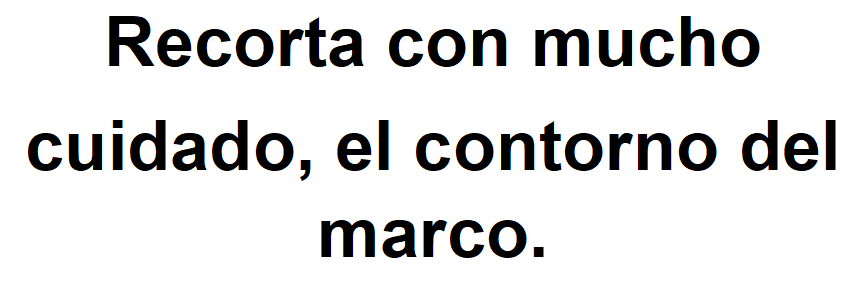 Recorta con mucho
cuidado, el contorno del
marco.